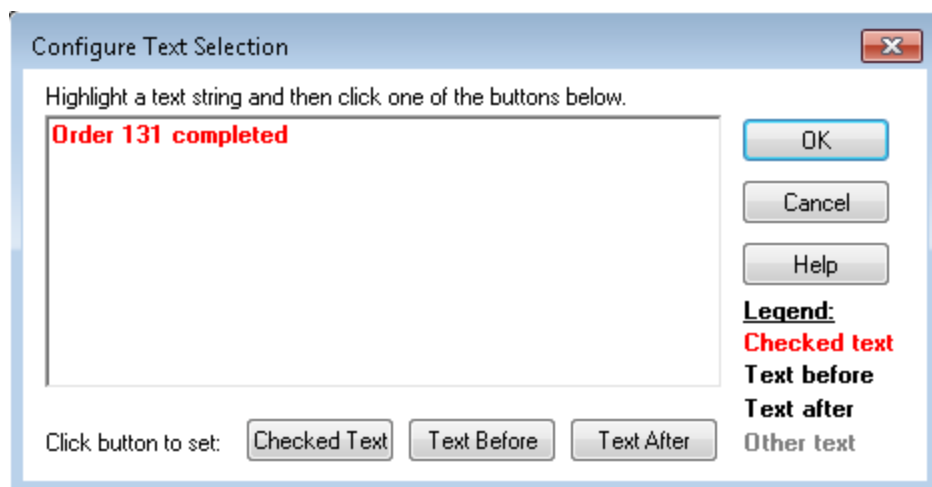 Configure Text Selection
Highlight a text string and then click one of the buttons below.
Order 131 completed
OK
Cancel
Help
Legend:
Checked text
Text before
Text after
Other text
Click button to set: Checked Text Text Before Text After